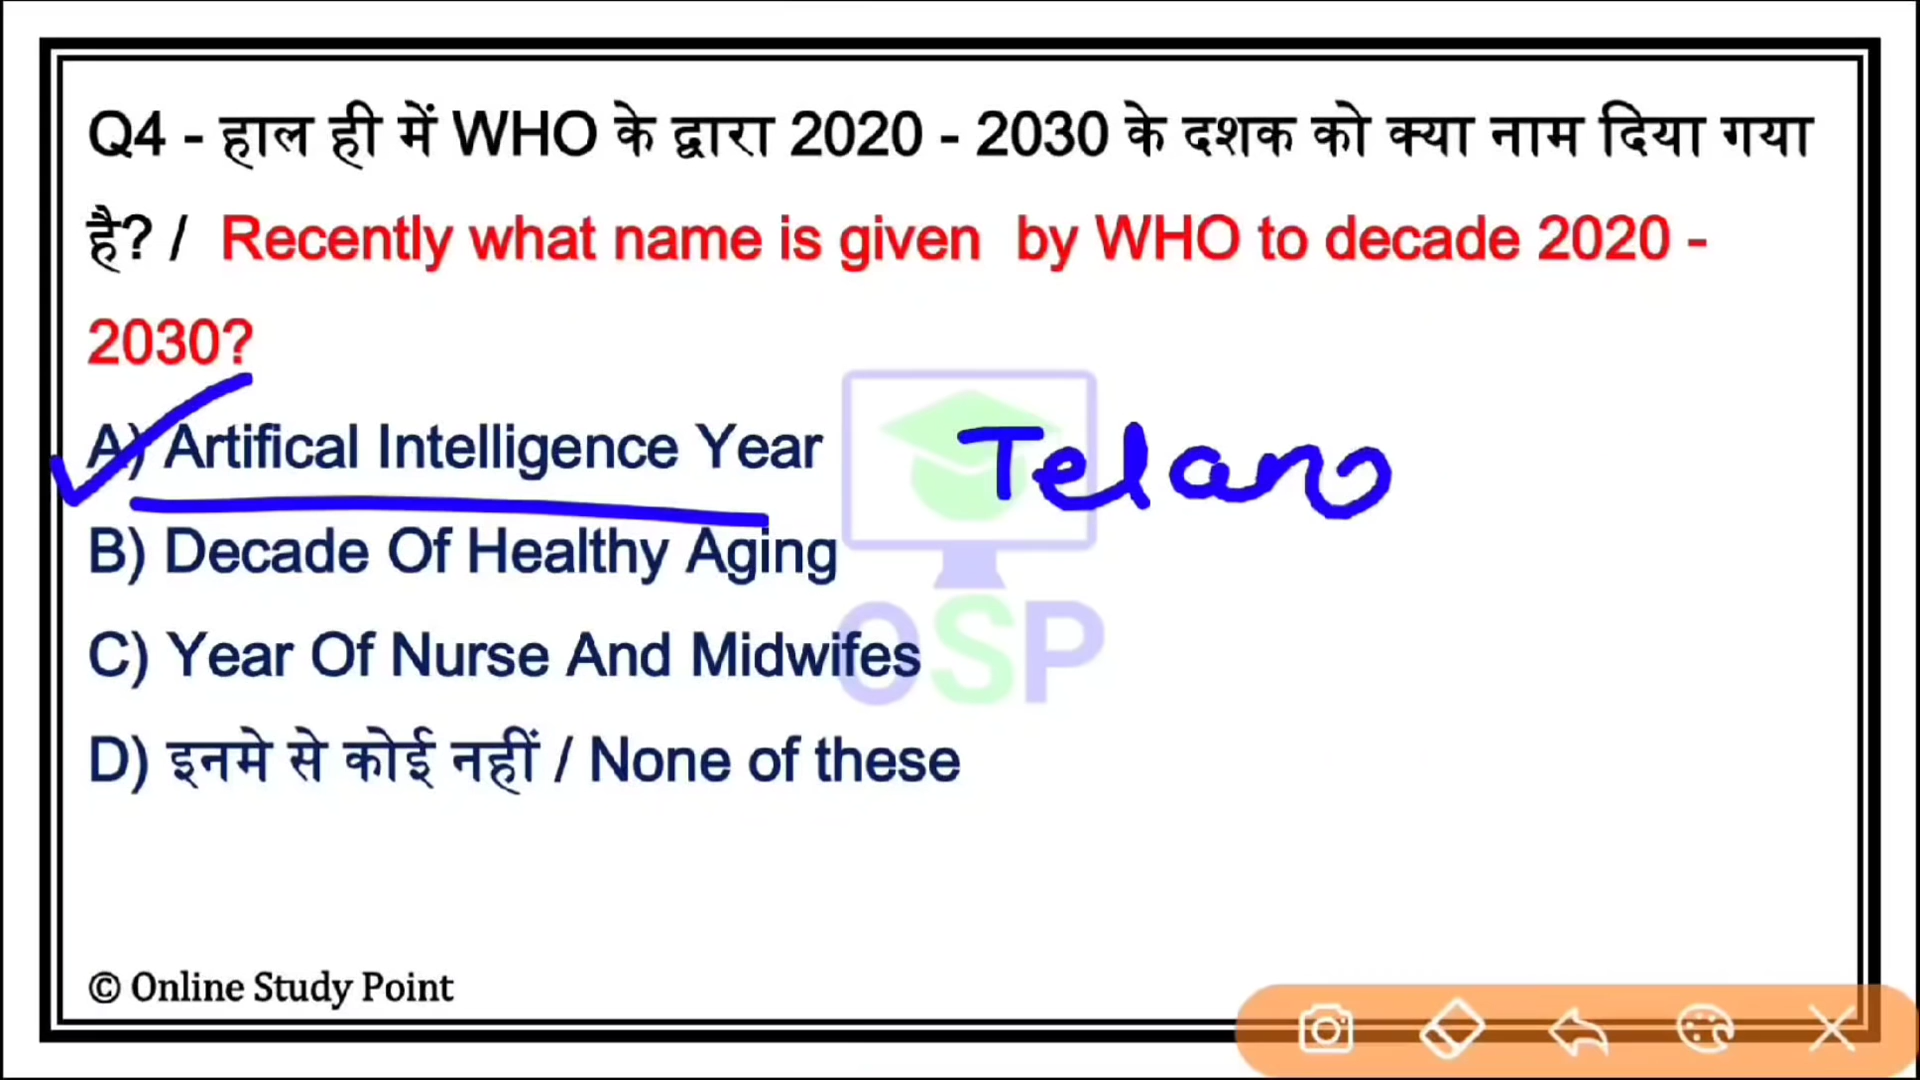 Q4 - हाल ही में WHO के द्वारा 2020 - 2030 के दशक को क्या नाम दिया गया
है? / Recently what name is given by WHO to decade 2020 -
2030?
A) Artifical Intelligence Year
Telan
B) Decade Of Healthy Aging
C) Year Of Nurse And Midwifes
D) इनमे से कोई नहीं / None of these
OSP
© Online Study Point